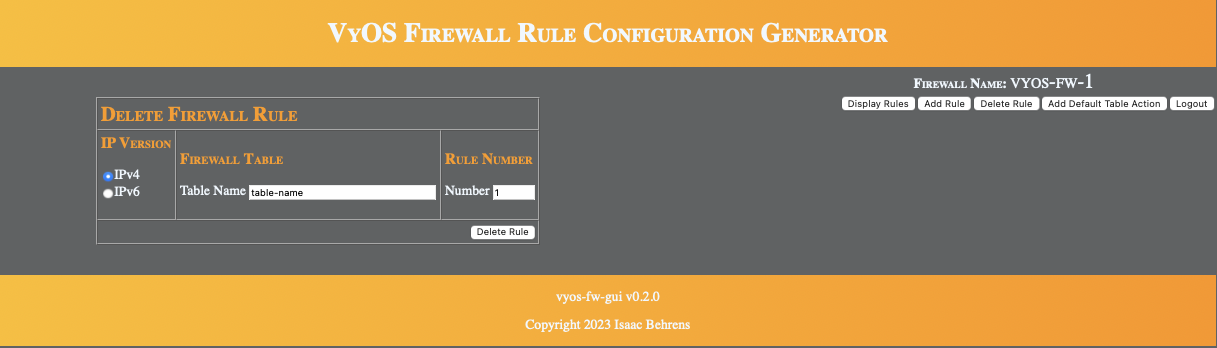 VyOS Firewall Rule Configuration Generator
Firewall Name: vyos-fw-1
Display Rules Add Rule Delete Rule Add Default Table Action Logout
Delete Firewall Rule
IP Version
IPv4
IPv6
Firewall Table
Table Name table-name
Rule Number
Number 1
Delete Rule
vyos-fw-gui v0.2.0
Copyright 2023 Isaac Behrens